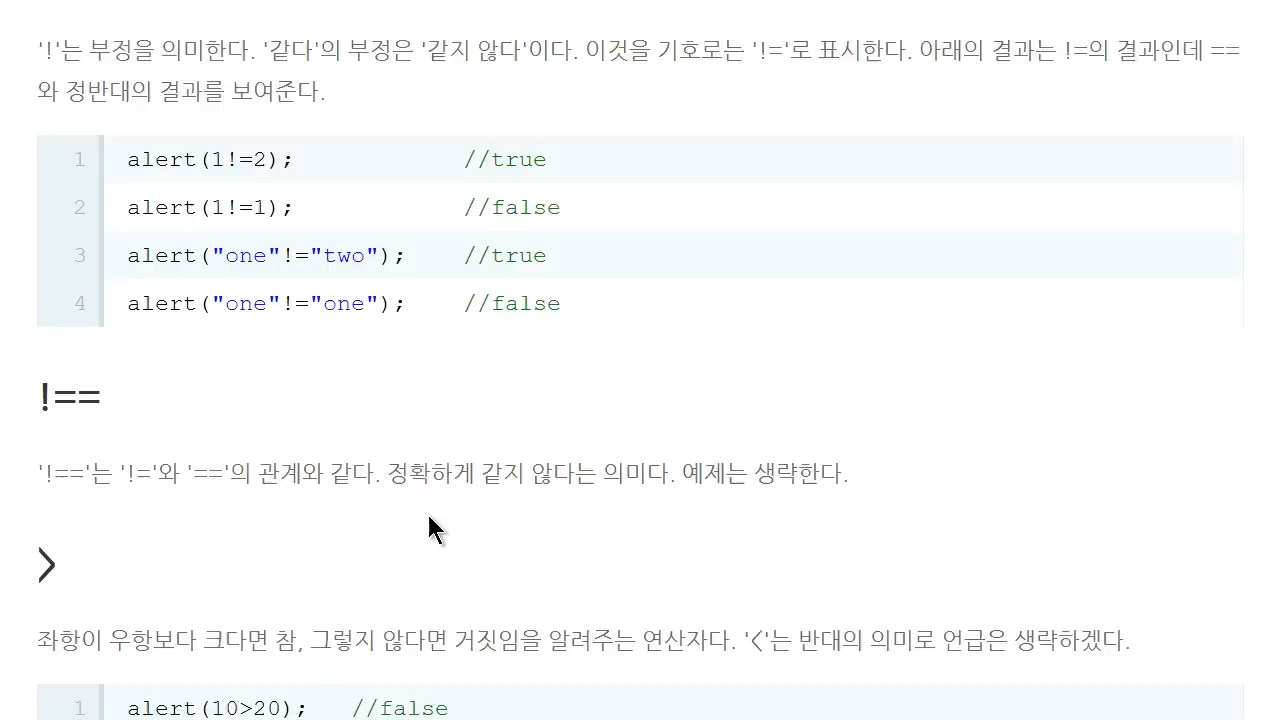 '!'는 부정을 의미한다. '같다'의 부정은 '같지 않다'이다. 이것을 기호로는 '!='로 표시한다. 아래의 결과는 !=의 결과인데 ==
와 정반대의 결과를 보여준다.
1 alert(1!=2); //true
2 alert(1!=1); //false
3 alert("one"!="two"); //true
4 alert("one"!="one"); //false
!==
'!=='는 '!='와 '=='의 관계와 같다. 정확하게 같지 않다는 의미다. 예제는 생략한다.
>
좌항이 우항보다 크다면 참, 그렇지 않다면 거짓임을 알려주는 연산자다. '<'는 반대의 의미로 언급은 생략하겠다.
1 alert(10>20); //false